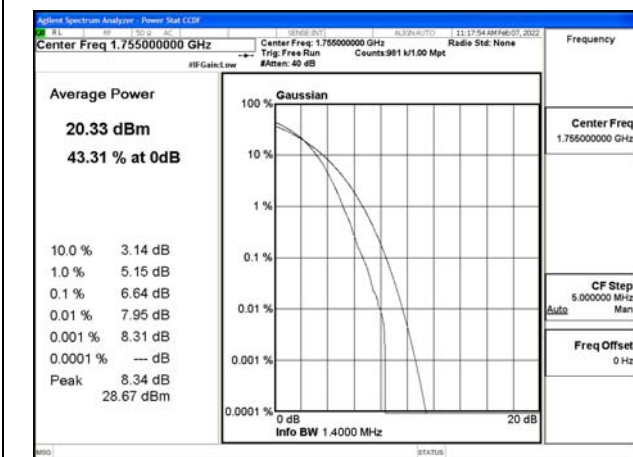 Agilent Spectrum Analyzer - Power Stat CCDF
RL RF 50 Ω AC SENSE:INT ALIGNAUTO 11:17:54 AM Feb 07, 2022
Center Freq 1.755000000 GHz
Center Freq: 1.755000000 GHz Radio Std: None
Trig: Free Run Counts:981 k/1.00 Mpt
#IFGain:Low #Atten: 40 dB
Frequency
Average Power
20.33 dBm
43.31 % at 0dB
10.0 % 3.14 dB
1.0 % 5.15 dB
0.1 % 6.64 dB
0.01 % 7.95 dB
0.001 % 8.31 dB
0.0001 % --- dB
Peak 8.34 dB
28.67 dBm
Gaussian
100 %
10 %
1 %
0.1 %
0.01 %
0.001 %
0.0001 %
0 dB 20 dB
Info BW 1.4000 MHz
Center Freq
1.755000000 GHz
CF Step
5.000000 MHz
Auto Man
Freq Offset
0 Hz
MSG STATUS